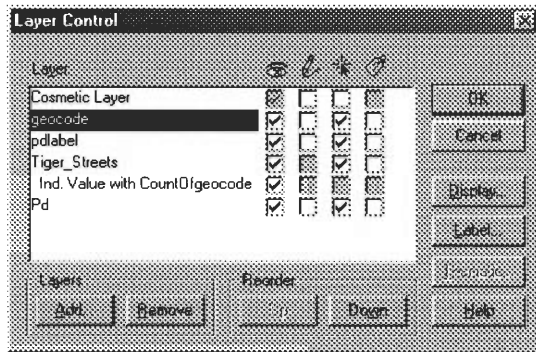 Layer Control
Layer
Cosmetic Layer
geocode
pdlabel
Tiger_Streets
Ind. Value with CountOfgeocode
Pd
OK
Cancel
Display...
Label...
Layers
Add.
Remove
Reorder
Up
Down
Help